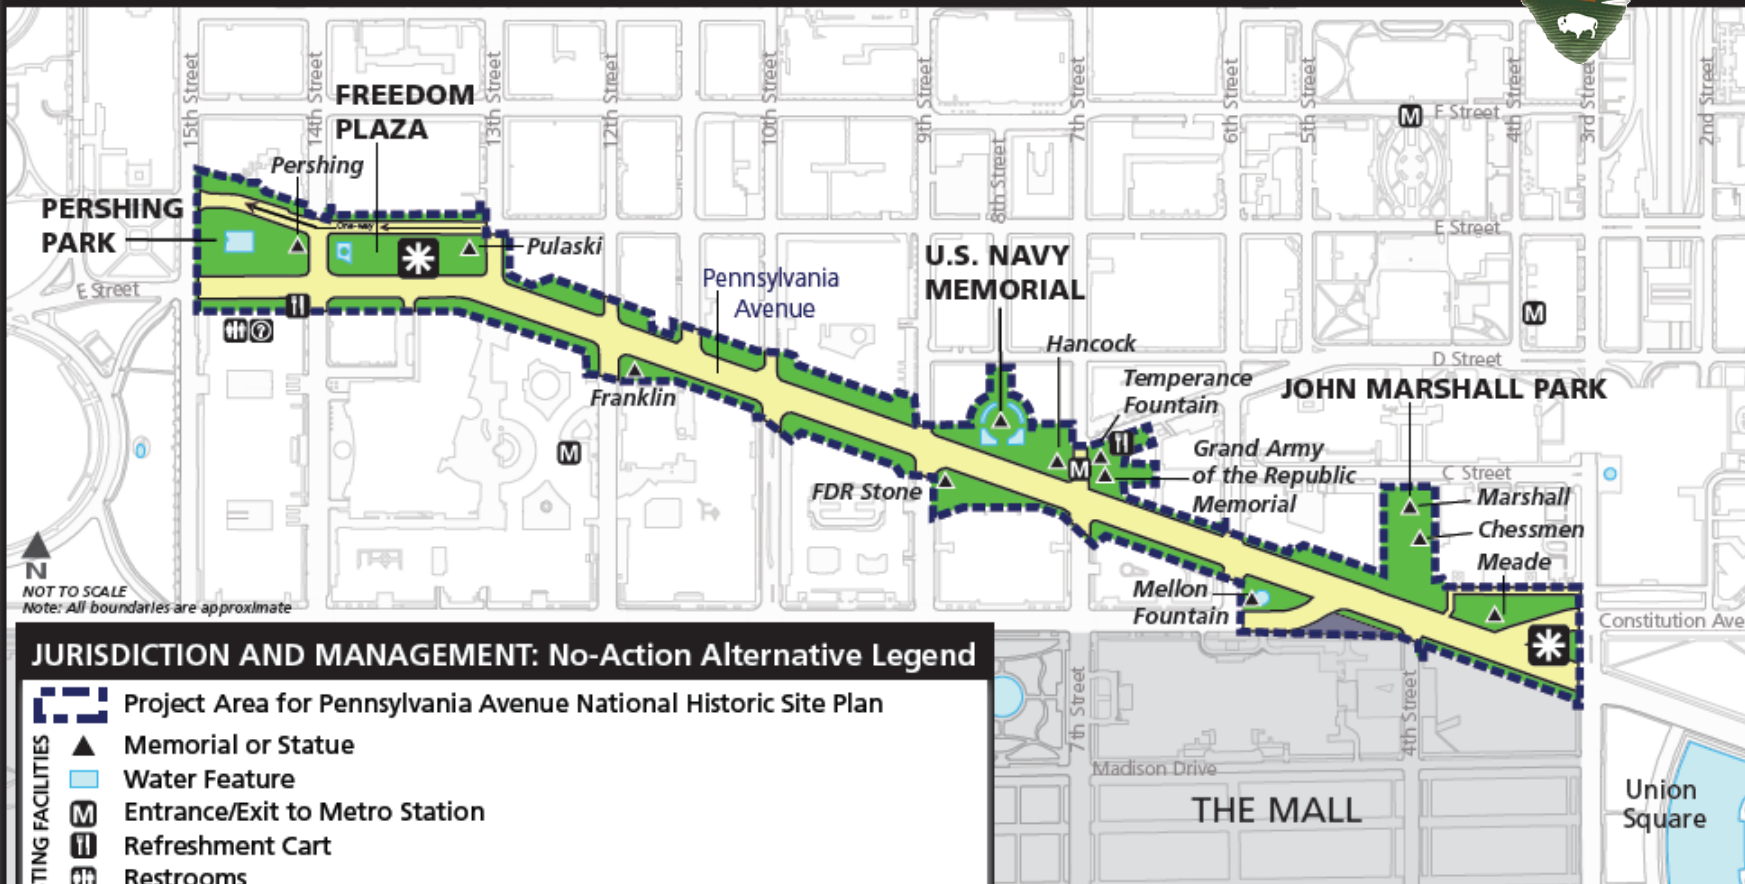 15th Street
14th Street
FREEDOM
PLAZA
13th Street
12th Street
10th Street
9th Street
8th Street
7th Street
6th Street
5th Street
4th Street
3rd Street
2nd Street
M
F Street
Pershing
PERSHING
PARK
One-way
Pulaski
E Street
E Street
U.S. NAVY
MEMORIAL
Pennsylvania
Avenue
M
Hancock
D Street
Temperance
Fountain
JOHN MARSHALL PARK
Franklin
M
Grand Army
of the Republic
Memorial
M
C Street
FDR Stone
Marshall
Chessmen
Meade
N
NOT TO SCALE
Note: All boundaries are approximate
Mellon
Fountain
Constitution Ave
7th Street
4th Street
Madison Drive
THE MALL
Union
Square
JURISDICTION AND MANAGEMENT: No-Action Alternative Legend
Project Area for Pennsylvania Avenue National Historic Site Plan
Memorial or Statue
Water Feature
M Entrance/Exit to Metro Station
Refreshment Cart
Restrooms
TING FACILITIES